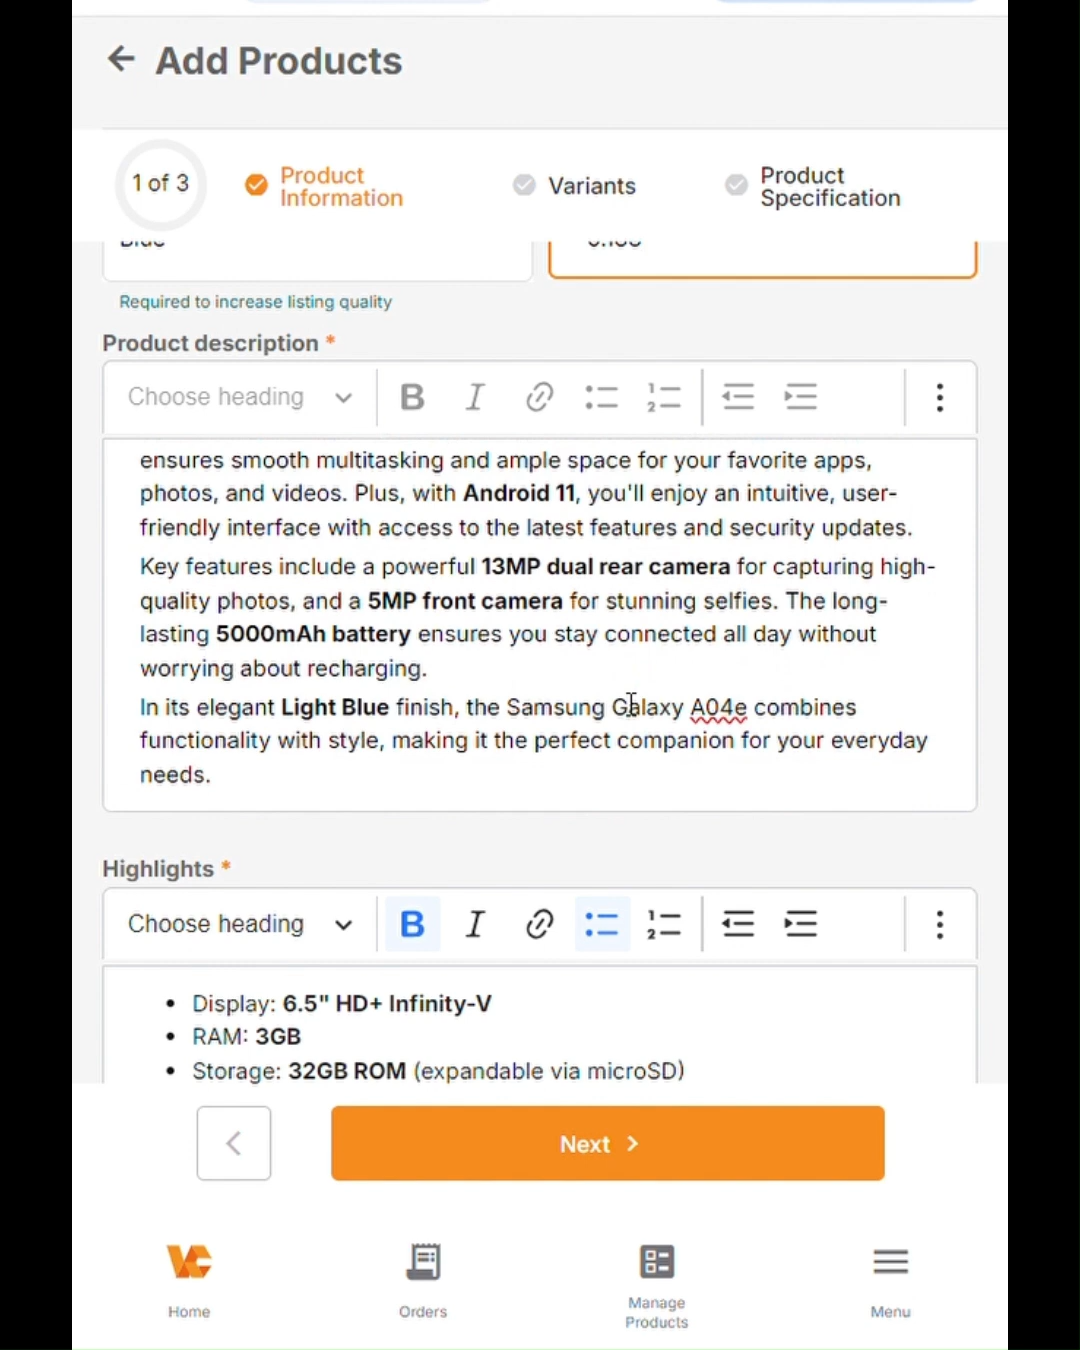 Add Products
1 of 3
Product
Information
Variants
Product
Specification
Blue
Required to increase listing quality
Product description *
Choose heading
ensures smooth multitasking and ample space for your favorite apps,
photos, and videos. Plus, with Android 11, you'll enjoy an intuitive, user-
friendly interface with access to the latest features and security updates.
Key features include a powerful 13MP dual rear camera for capturing high-
quality photos, and a 5MP front camera for stunning selfies. The long-
lasting 5000mAh battery ensures you stay connected all day without
worrying about recharging.
In its elegant Light Blue finish, the Samsung Galaxy A04e combines
functionality with style, making it the perfect companion for your everyday
needs.
Highlights *
Choose heading
• Display: 6.5" HD+ Infinity-V
• RAM: 3GB
• Storage: 32GB ROM (expandable via microSD)
Next
Home
Orders
Manage
Products
Menu